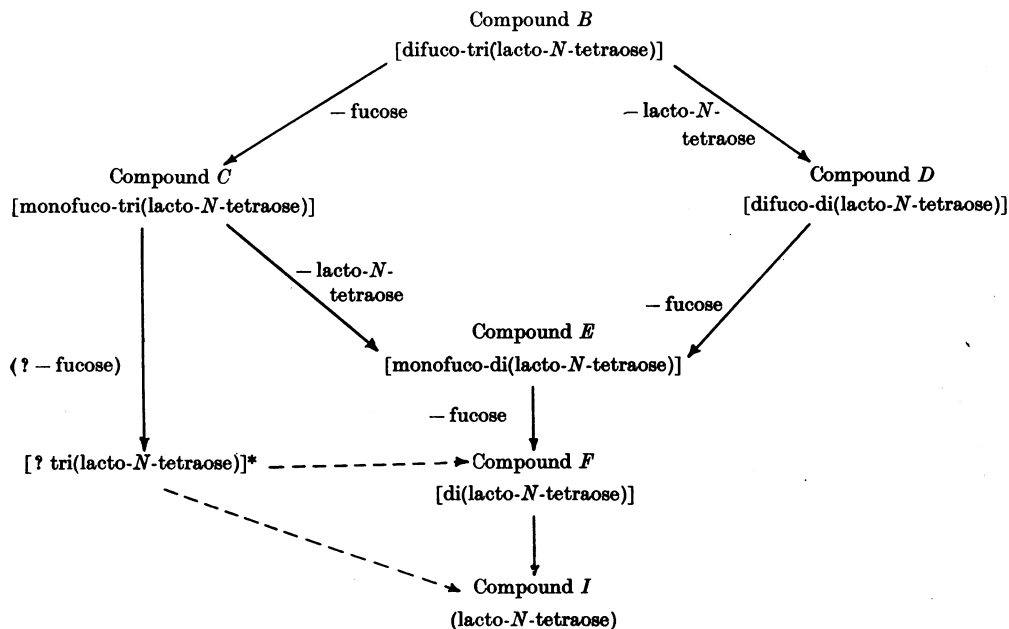 Compound B
[difuco-tri(lacto-N-tetraose)]
– fucose
– lacto-N-
tetraose
Compound C
[monofuco-tri(lacto-N-tetraose)]
Compound D
[difuco-di(lacto-N-tetraose)]
– lacto-N-
tetraose
– fucose
Compound E
[monofuco-di(lacto-N-tetraose)]
(? – fucose)
– fucose
[? tri(lacto-N-tetraose)]*
Compound F
[di(lacto-N-tetraose)]
Compound I
(lacto-N-tetraose)